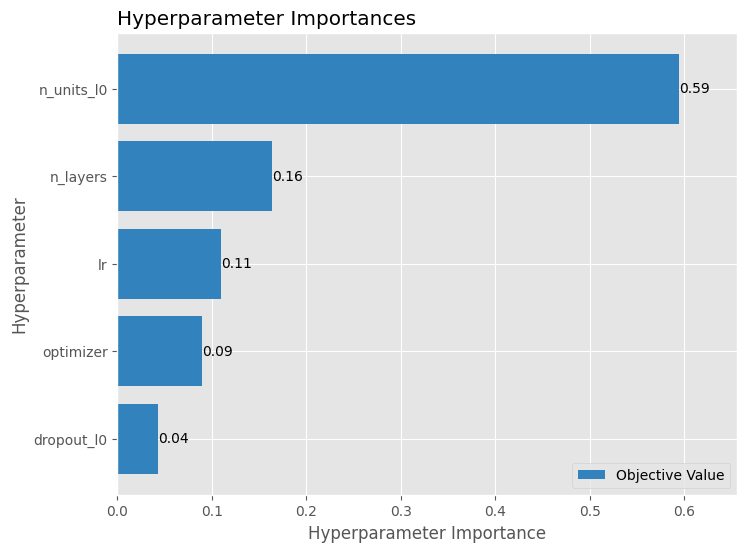 Hyperparameter Importances
Hyperparameter
n_units_l0
0.59
n_layers
0.16
lr
0.11
optimizer
0.09
dropout_l0
0.04
Objective Value
0.0 0.1 0.2 0.3 0.4 0.5 0.6
Hyperparameter Importance